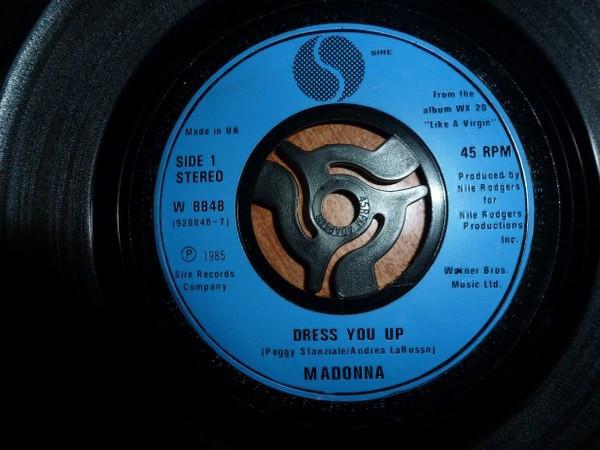 SIRE
From the
album WX 20
"Like A Virgin"
Made in UK
SIDE 1
STEREO
W 8848
(928848-7)
Ⓟ 1985
Sire Records
Company
45 RPM
Produced by
Nile Rodgers
for
Nile Rodgers
Productions
Inc.
Warner Bros.
Music Ltd.
DRESS YOU UP
(Peggy Stanziale/Andrea LaRusso)
MADONNA